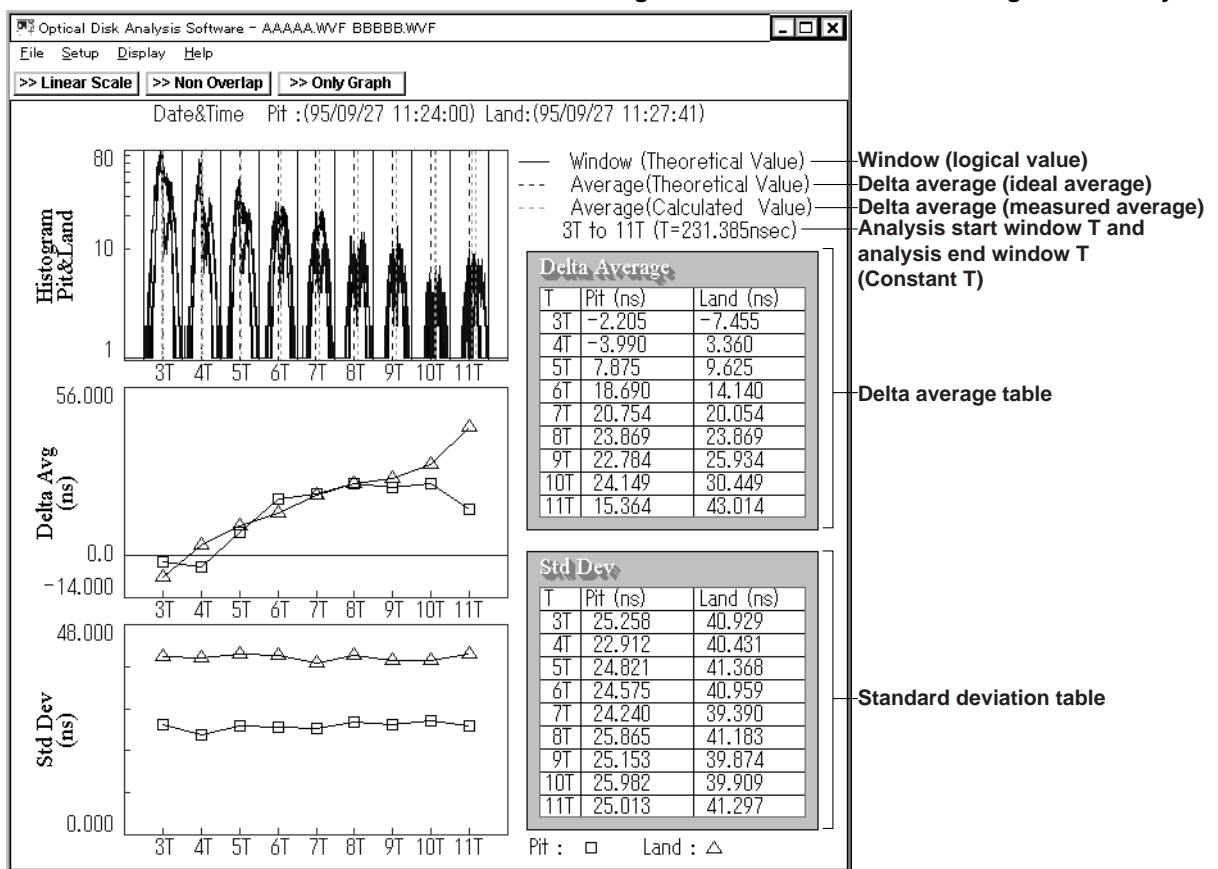 Optical Disk Analysis Software - AAAAA.WVF BBBBB.WVF
File Setup Display Help
>> Linear Scale >> Non Overlap >> Only Graph
Date&Time Pit :(95/09/27 11:24:00) Land:(95/09/27 11:27:41)
Histogram
Pit&Land
80
10
1
3T 4T 5T 6T 7T 8T 9T 10T 11T
Window (Theoretical Value)
Average(Theoretical Value)
Average(Calculated Value)
3T to 11T (T=231.385nsec)
Window (logical value)
Delta average (ideal average)
Delta average (measured average)
Analysis start window T and
analysis end window T
(Constant T)
Delta Avg
(ns)
56.000
0.0
-14.000
3T 4T 5T 6T 7T 8T 9T 10T 11T
Delta Average
T Pit (ns) Land (ns)
3T -2.205 -7.455
4T -3.990 3.360
5T 7.875 9.625
6T 18.690 14.140
7T 20.754 20.054
8T 23.869 23.869
9T 22.784 25.934
10T 24.149 30.449
11T 15.364 43.014
Delta average table
Std Dev
(ns)
48.000
0.000
3T 4T 5T 6T 7T 8T 9T 10T 11T
Std Dev
T Pit (ns) Land (ns)
3T 25.258 40.929
4T 22.912 40.431
5T 24.821 41.368
6T 24.575 40.959
7T 24.240 39.390
8T 25.865 41.183
9T 25.153 39.874
10T 25.982 39.909
11T 25.013 41.297
Standard deviation table
Pit : □ Land : △